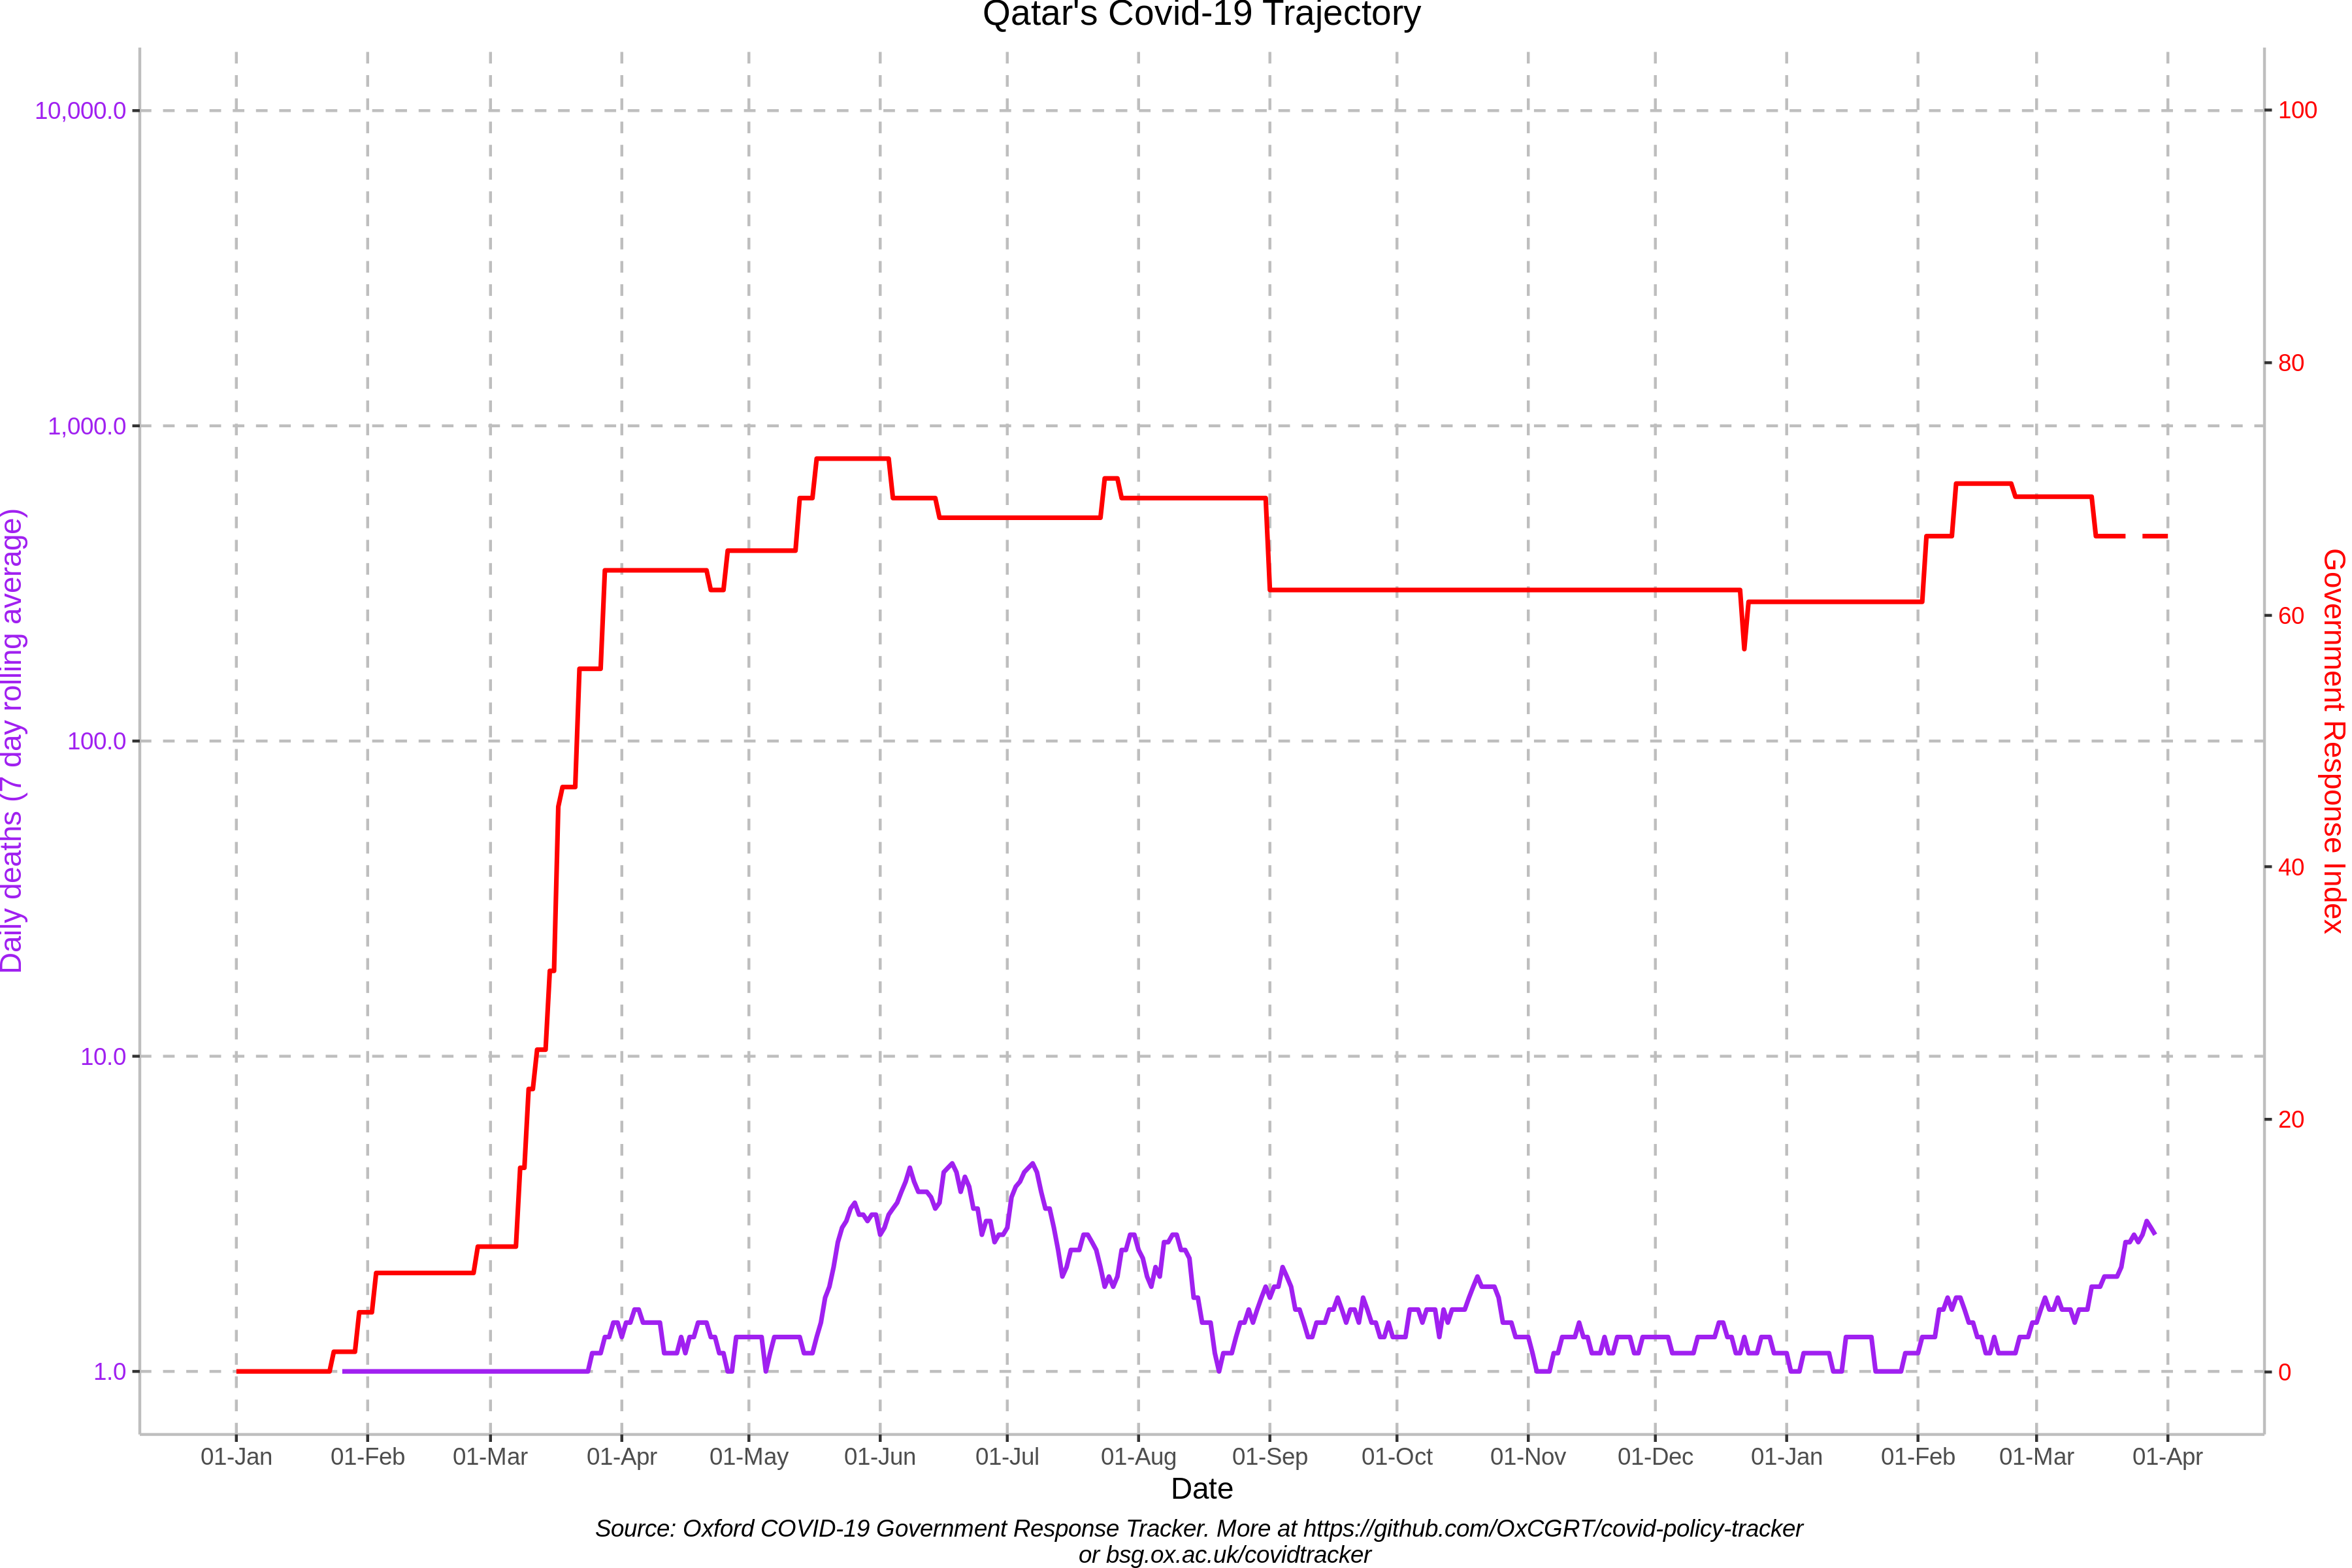 Qatar's Covid-19 Trajectory
10,000.0
1,000.0
100.0
10.0
1.0
Daily deaths (7 day rolling average)
100
80
60
40
20
0
Government Response Index
01-Jan 01-Feb 01-Mar 01-Apr 01-May 01-Jun 01-Jul 01-Aug 01-Sep 01-Oct 01-Nov 01-Dec 01-Jan 01-Feb 01-Mar 01-Apr
Date
Source: Oxford COVID-19 Government Response Tracker. More at https://github.com/OxCGRT/covid-policy-tracker
or bsg.ox.ac.uk/covidtracker